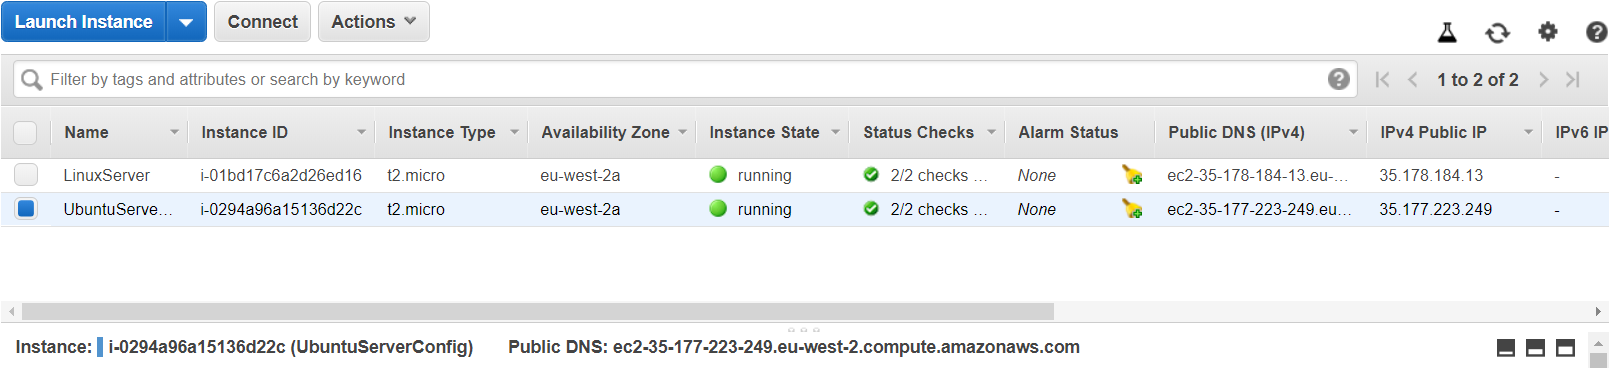 Launch Instance Connect Actions
Filter by tags and attributes or search by keyword 1 to 2 of 2
Name Instance ID Instance Type Availability Zone Instance State Status Checks Alarm Status Public DNS (IPv4) IPv4 Public IP IPv6 IP
LinuxServer i-01bd17c6a2d26ed16 t2.micro eu-west-2a running 2/2 checks ... None ec2-35-178-184-13.eu-... 35.178.184.13 -
UbuntuServe... i-0294a96a15136d22c t2.micro eu-west-2a running 2/2 checks ... None ec2-35-177-223-249.eu... 35.177.223.249 -
Instance: i-0294a96a15136d22c (UbuntuServerConfig) Public DNS: ec2-35-177-223-249.eu-west-2.compute.amazonaws.com